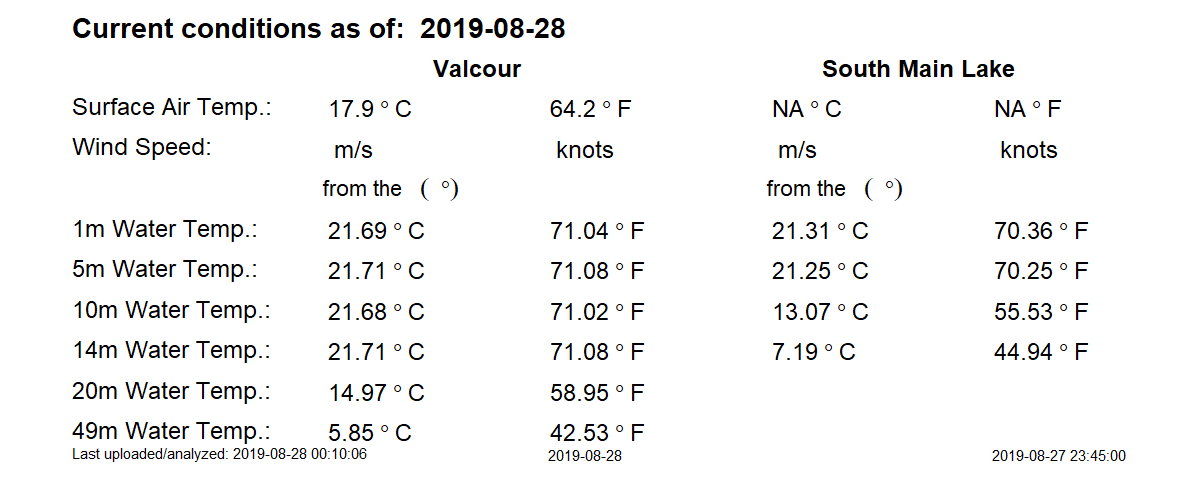 Current conditions as of: 2019-08-28
Valcour South Main Lake
Surface Air Temp.: 17.9 ° C 64.2 ° F NA ° C NA ° F
Wind Speed: m/s knots m/s knots
from the ( °) from the ( °)
1m Water Temp.: 21.69 ° C 71.04 ° F 21.31 ° C 70.36 ° F
5m Water Temp.: 21.71 ° C 71.08 ° F 21.25 ° C 70.25 ° F
10m Water Temp.: 21.68 ° C 71.02 ° F 13.07 ° C 55.53 ° F
14m Water Temp.: 21.71 ° C 71.08 ° F 7.19 ° C 44.94 ° F
20m Water Temp.: 14.97 ° C 58.95 ° F
49m Water Temp.: 5.85 ° C 42.53 ° F
Last uploaded/analyzed: 2019-08-28 00:10:06 2019-08-28 2019-08-27 23:45:00